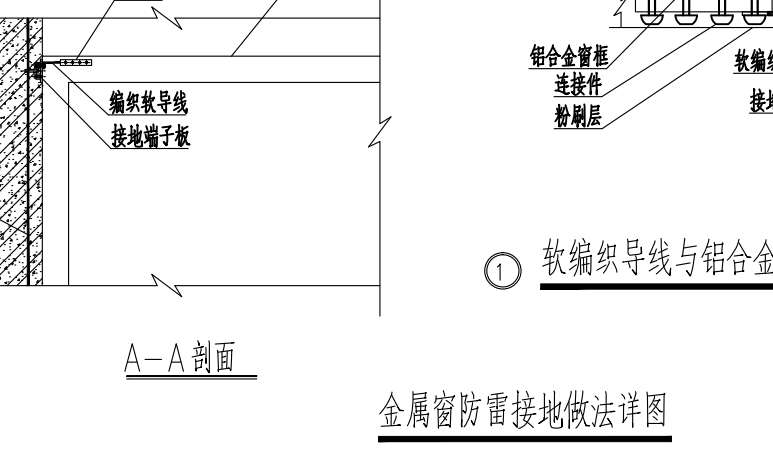 铝合金窗框
连接件
粉刷层
软编
接
编织软导线
接地端子板
1 软编织导线与铝合金
A-A 剖面
金属窗防雷接地做法详图